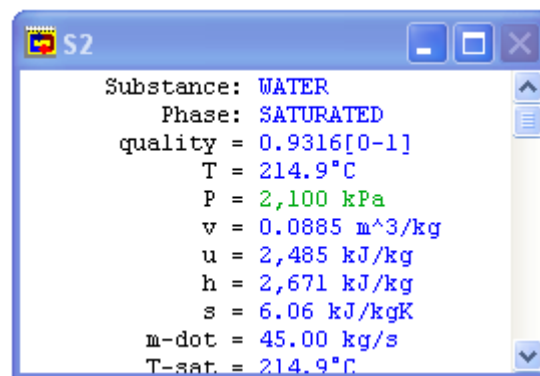 S2
Substance: WATER
Phase: SATURATED
quality = 0.9316[0-1]
T = 214.9°C
P = 2,100 kPa
v = 0.0885 m^3/kg
u = 2,485 kJ/kg
h = 2,671 kJ/kg
s = 6.06 kJ/kgK
m-dot = 45.00 kg/s
T-sat = 214.9°C